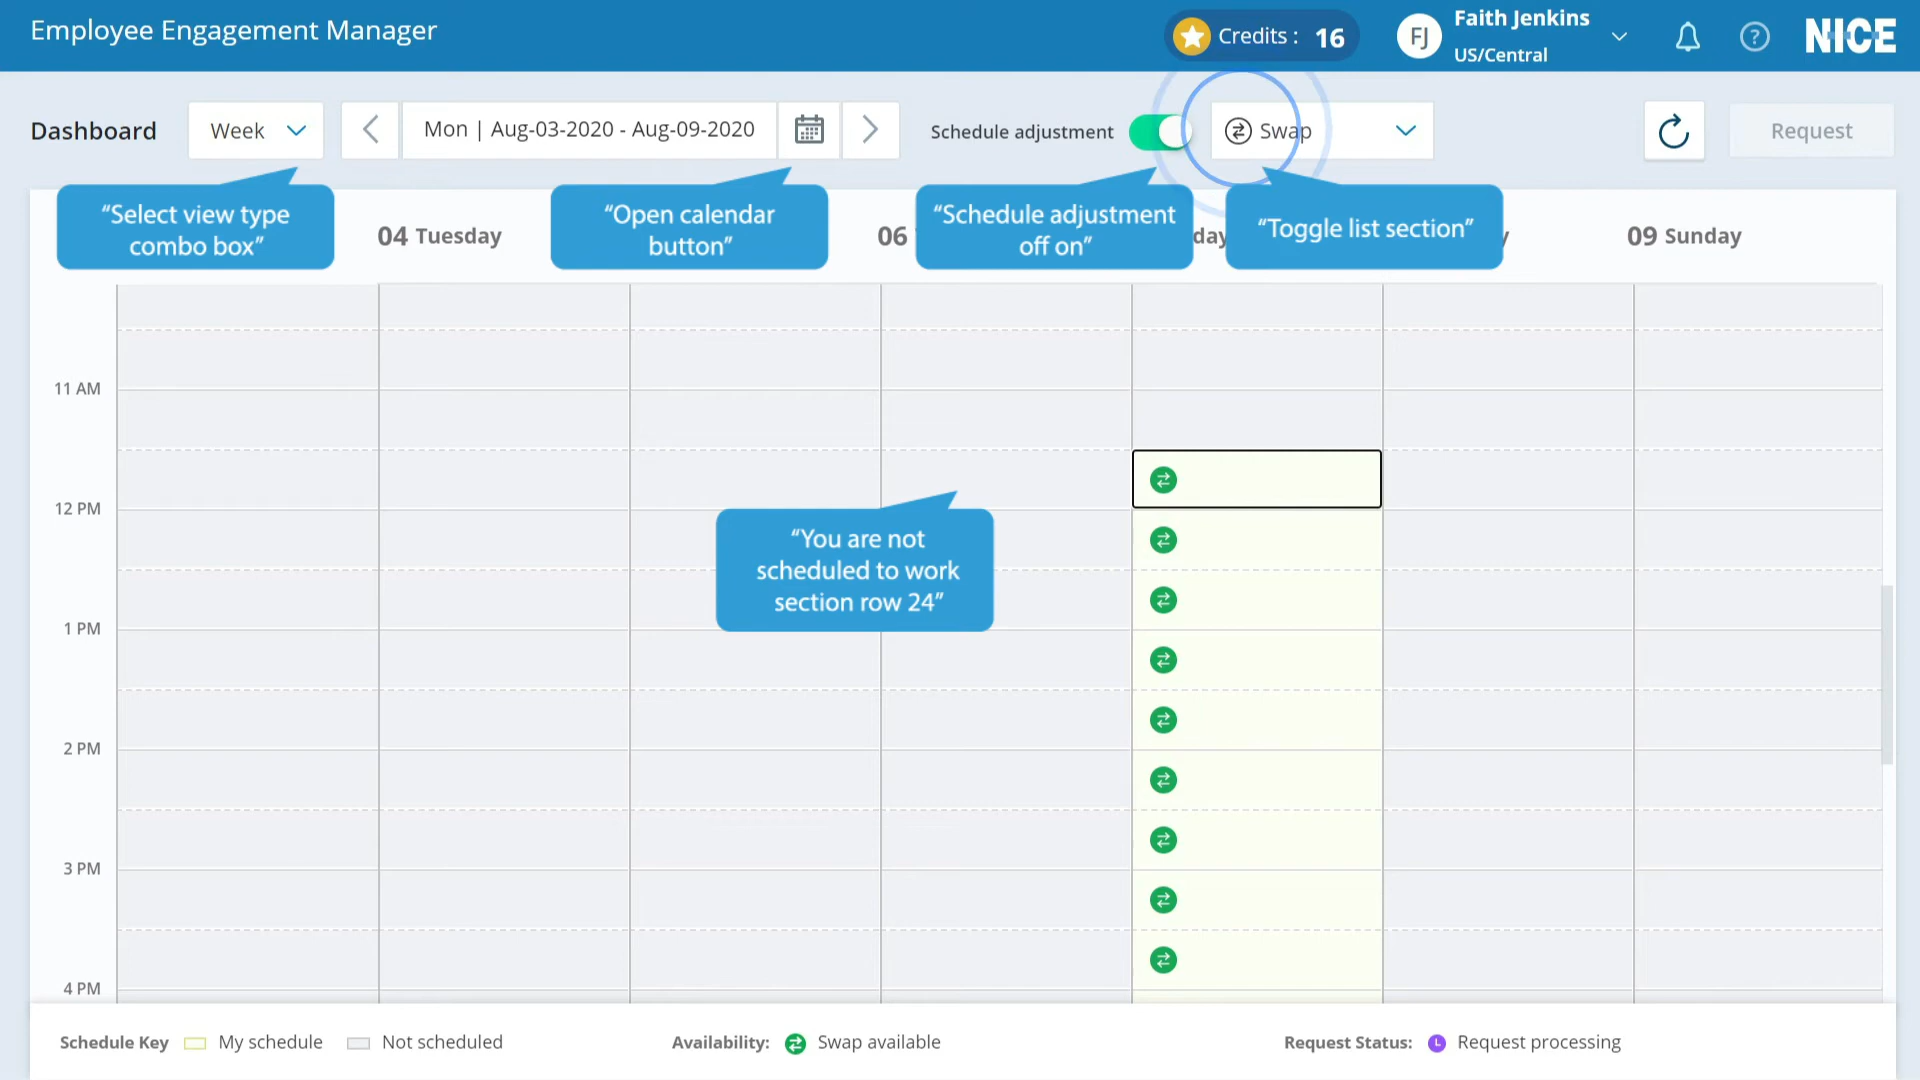 Employee Engagement Manager
Credits : 16
FJ
Faith Jenkins
US/Central
NICE
Dashboard
Week
Mon | Aug-03-2020 - Aug-09-2020
Schedule adjustment
Swap
Request
“Select view type
combo box”
“Open calendar
button”
“Schedule adjustment
off on”
“Toggle list section”
04 Tuesday
06
day
09 Sunday
11 AM
12 PM
“You are not
scheduled to work
section row 24”
1 PM
2 PM
3 PM
4 PM
Schedule Key
My schedule
Not scheduled
Availability:
Swap available
Request Status:
Request processing